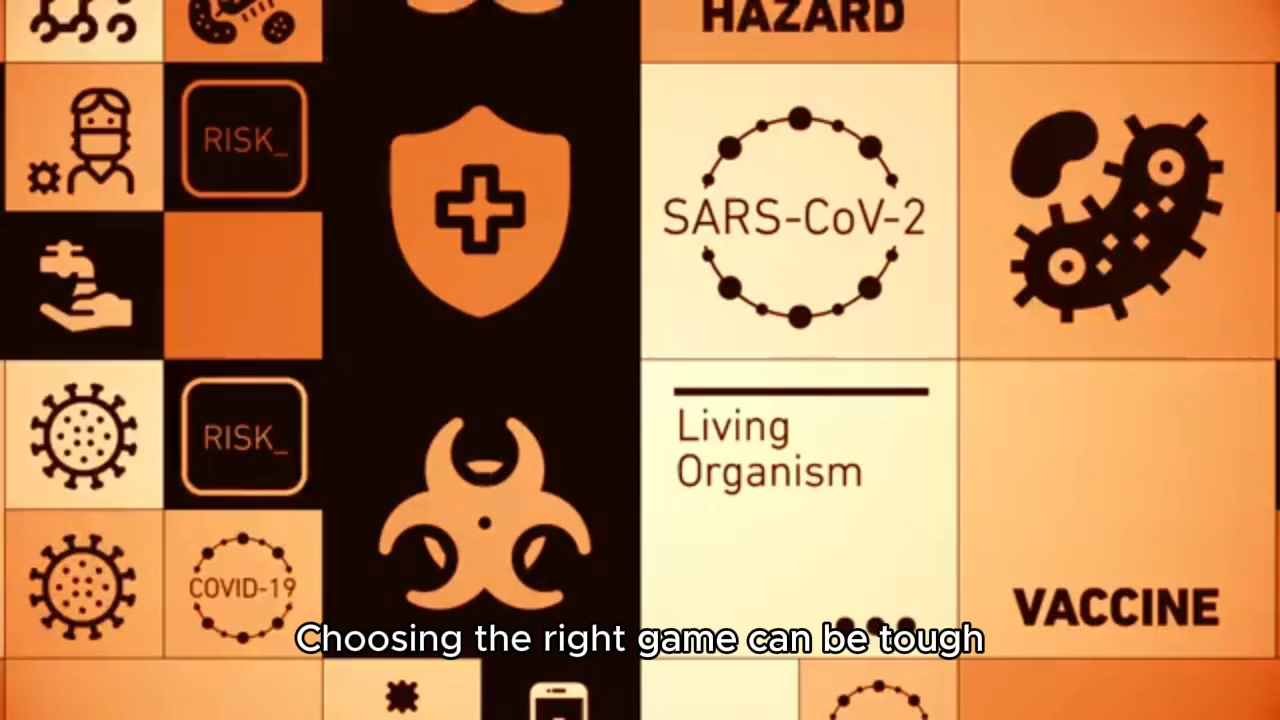 HAZARD
RISK_
SARS-CoV-2
RISK_
Living
Organism
COVID-19
VACCINE
Choosing the right game can be tough